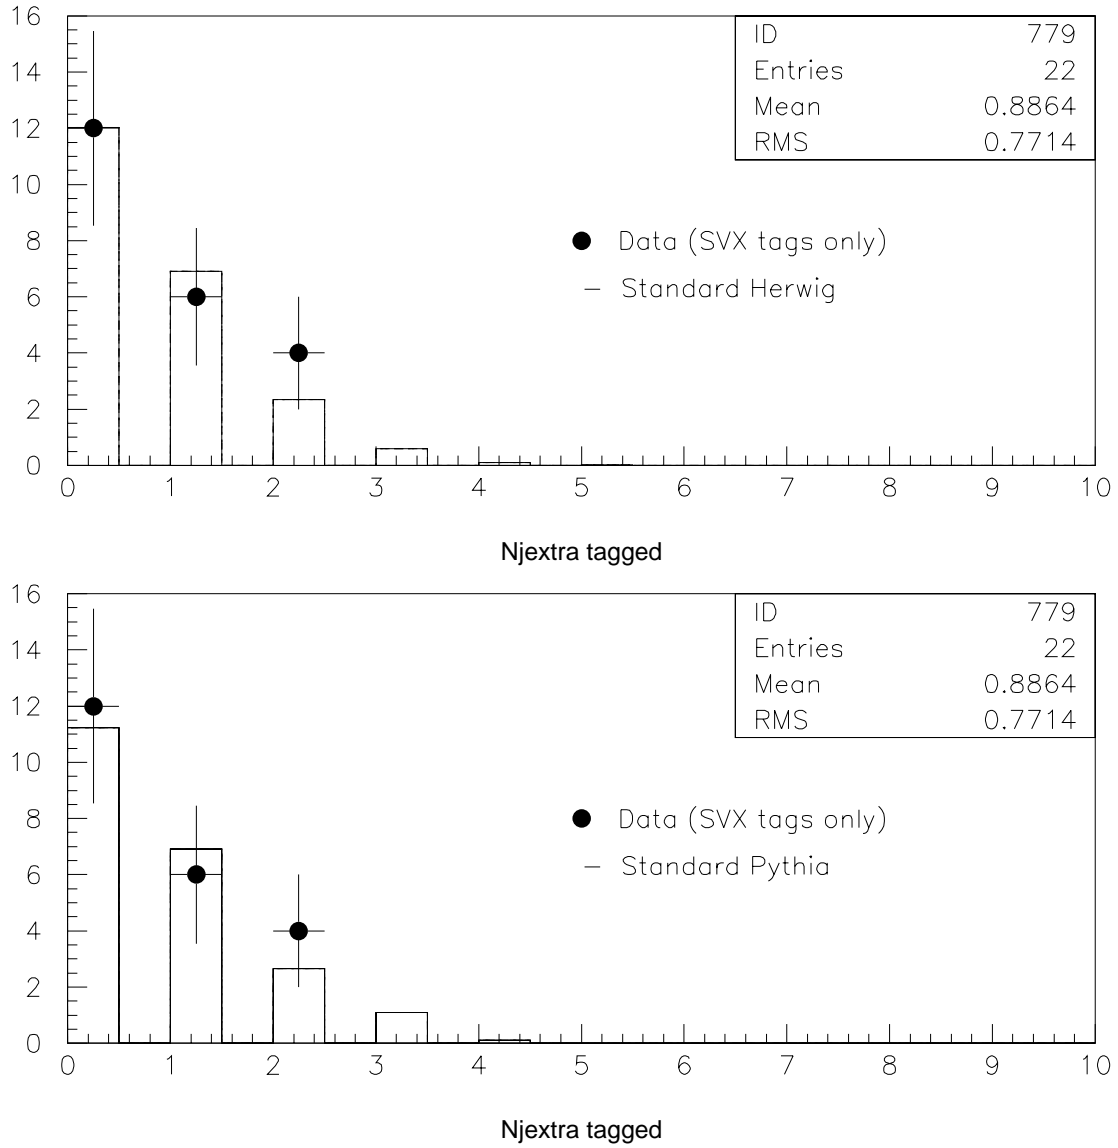 16
14
12
10
8
6
4
2
0
ID 779
Entries 22
Mean 0.8864
RMS 0.7714
Data (SVX tags only)
Standard Herwig
0 1 2 3 4 5 6 7 8 9 10
Njextra tagged
16
14
12
10
8
6
4
2
0
ID 779
Entries 22
Mean 0.8864
RMS 0.7714
Data (SVX tags only)
Standard Pythia
0 1 2 3 4 5 6 7 8 9 10
Njextra tagged